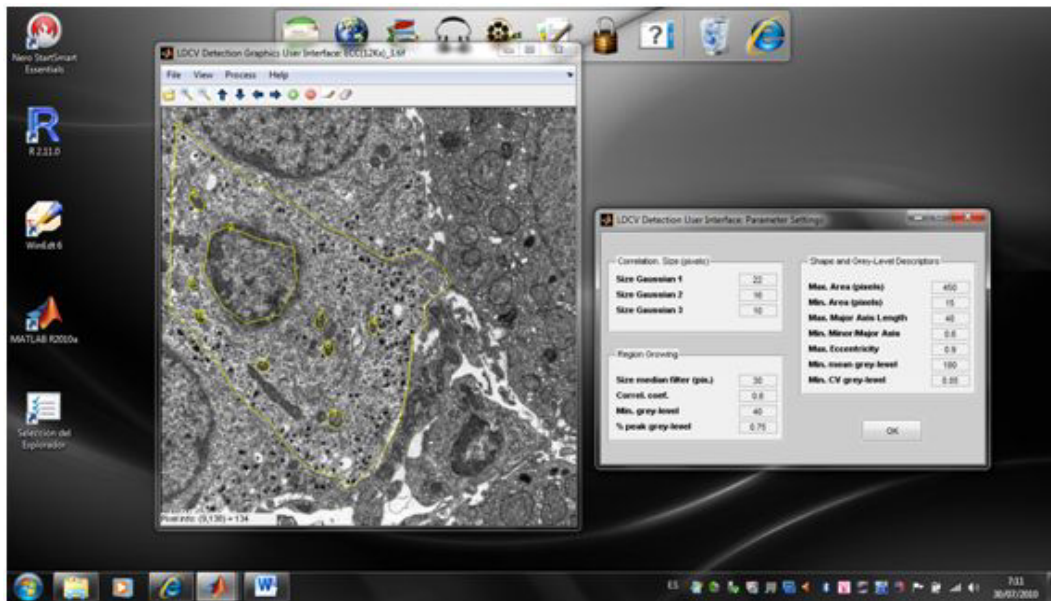 Nero StartSmart
Essentials
R 2.11.0
WinEdt 6
MATLAB R2010a
Selección del
Explorador
LDCV Detection Graphics User Interface: ECC(12Kx)_1.tif
File View Process Help
Pixel info: (9,138) = 134
LDCV Detection User Interface: Parameter Settings
Correlation. Size (pixels)
Size Gaussian 1 22
Size Gaussian 2 16
Size Gaussian 3 10
Region Growing
Size median filter (pix.) 30
Correl. coef. 0.6
Min. grey-level 40
% peak grey-level 0.75
Shape and Grey-Level Descriptors
Max. Area (pixels) 450
Min. Area (pixels) 15
Max. Major Axis Length 40
Min. Minor/Major Axis 0.6
Max. Eccentricity 0.9
Min. mean grey-level 180
Min. CV grey-level 0.05
OK
ES
7:11
30/07/2010